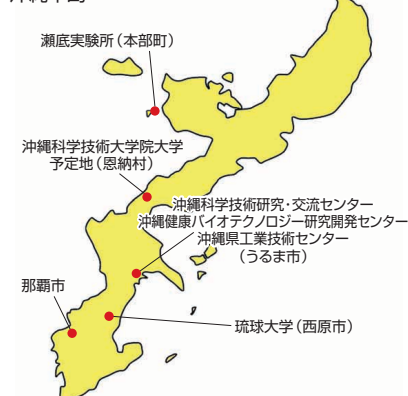 瀬底実験所(本部町)
沖縄科学技術大学院大学
予定地(恩納村)
沖縄科学技術研究・交流センター
沖縄健康バイオテクノロジー研究開発センター
沖縄県工業技術センター
(うるま市)
那覇市
琉球大学(西原市)